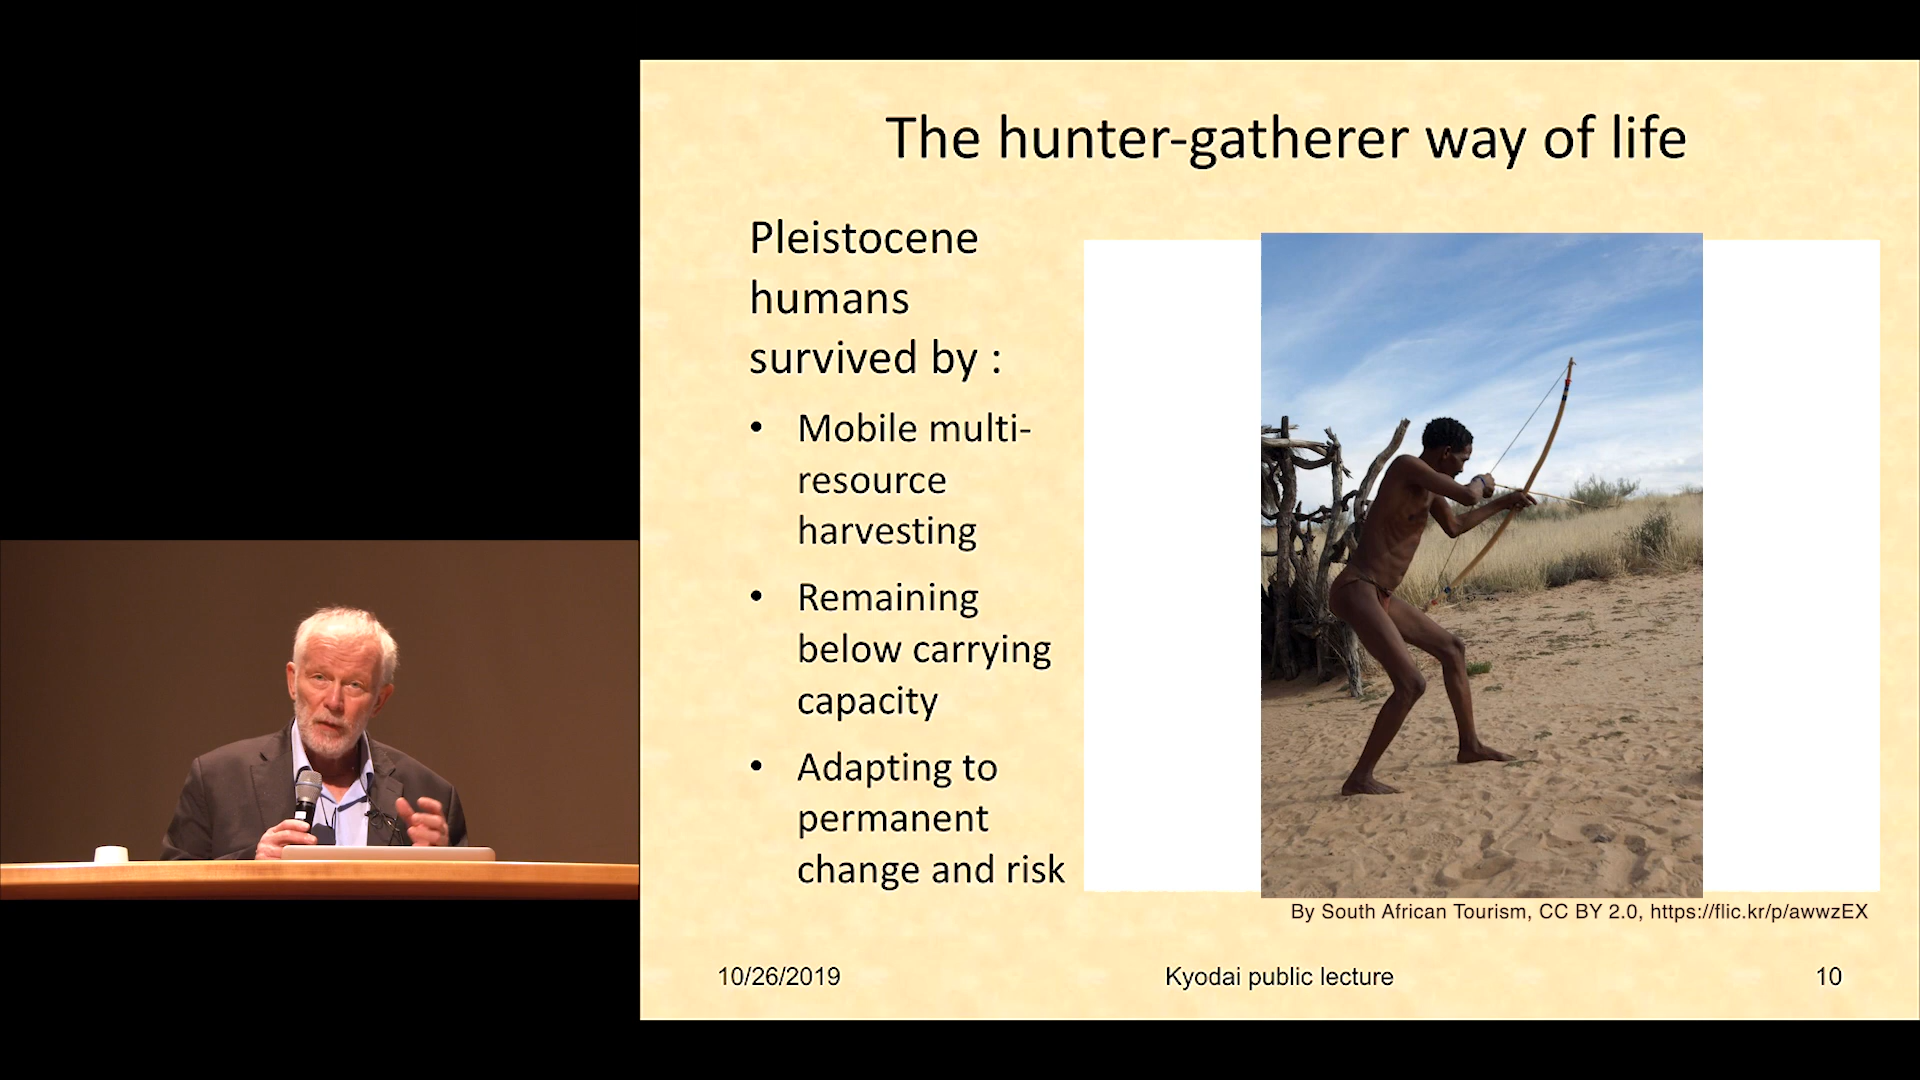 The hunter-gatherer way of life
Pleistocene
humans
survived by :
• Mobile multi-
resource
harvesting
• Remaining
below carrying
capacity
• Adapting to
permanent
change and risk
By South African Tourism, CC BY 2.0, https://flic.kr/p/awwzEX
10/26/2019
Kyodai public lecture
10